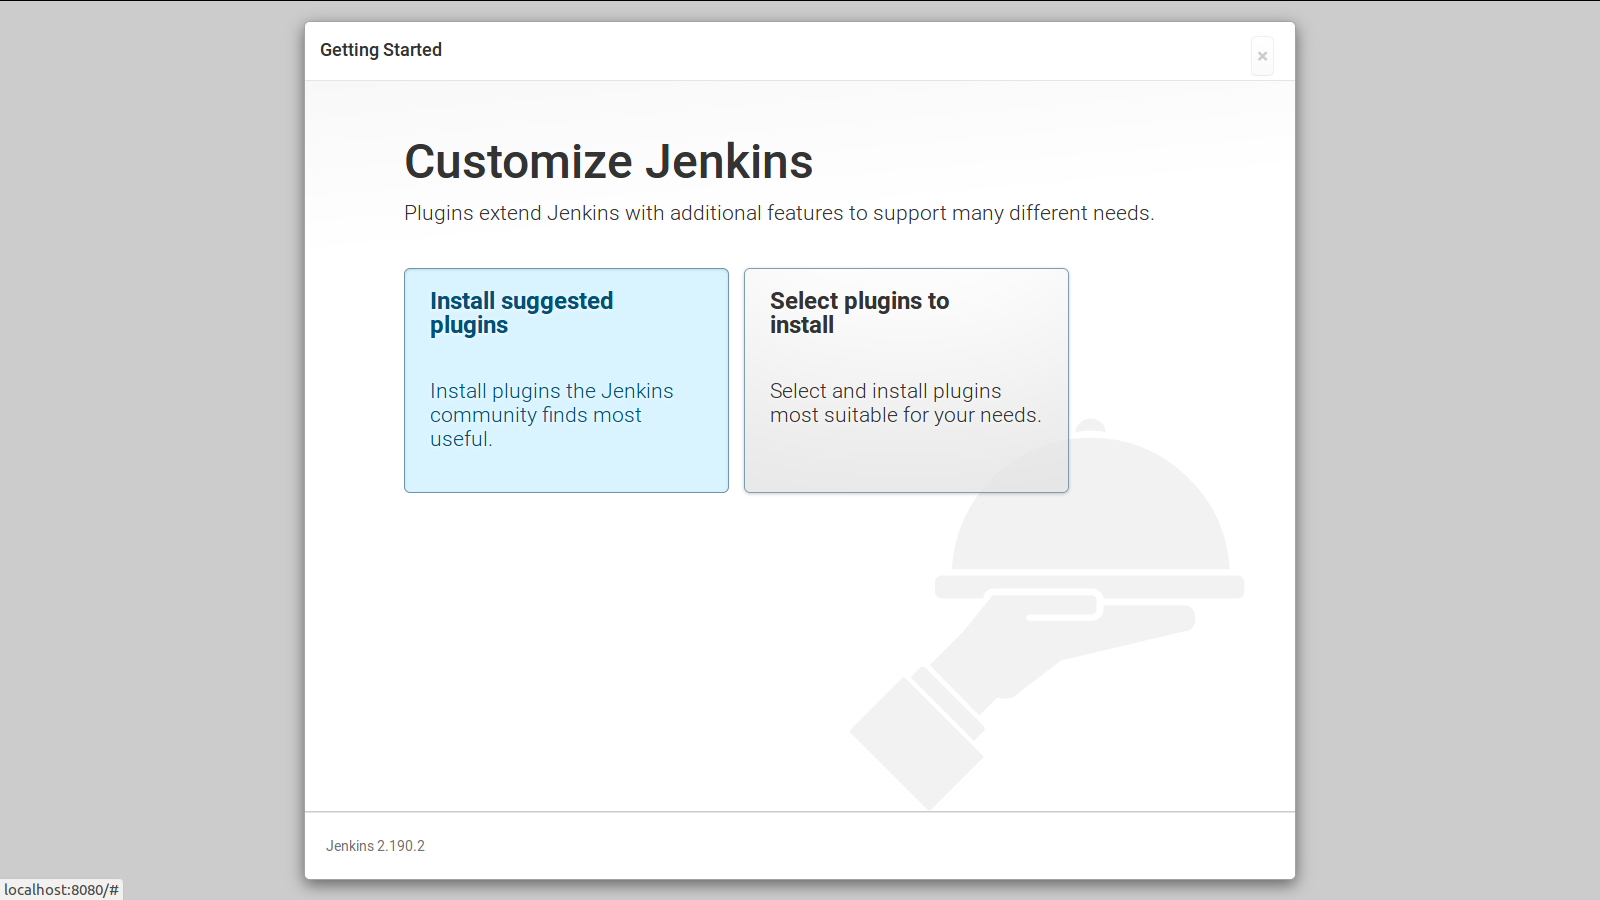 Getting Started
×
Customize Jenkins
Plugins extend Jenkins with additional features to support many different needs.
Install suggested
plugins
Install plugins the Jenkins
community finds most
useful.
Select plugins to
install
Select and install plugins
most suitable for your needs.
Jenkins 2.190.2
localhost:8080/#